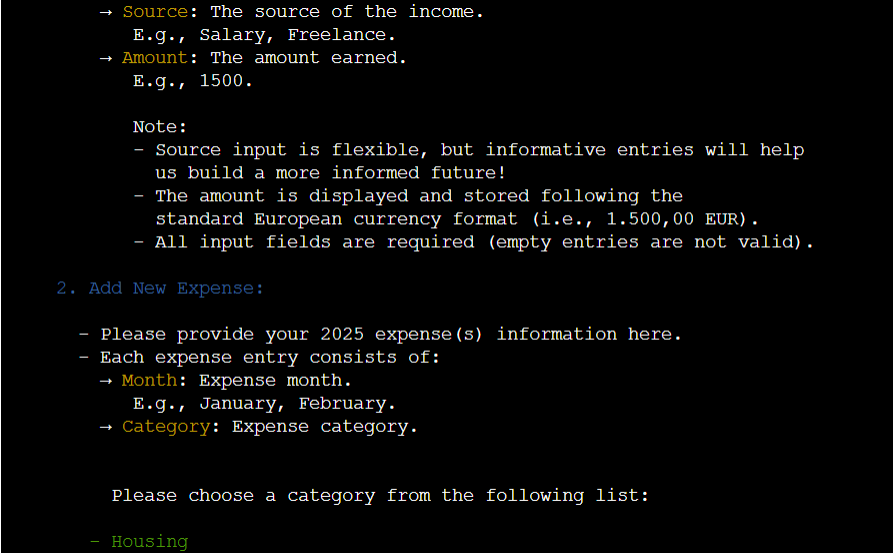 → Source: The source of the income.
E.g., Salary, Freelance.
→ Amount: The amount earned.
E.g., 1500.
Note:
- Source input is flexible, but informative entries will help
us build a more informed future!
- The amount is displayed and stored following the
standard European currency format (i.e., 1.500,00 EUR).
- All input fields are required (empty entries are not valid).
2. Add New Expense:
- Please provide your 2025 expense(s) information here.
- Each expense entry consists of:
→ Month: Expense month.
E.g., January, February.
→ Category: Expense category.
Please choose a category from the following list:
- Housing